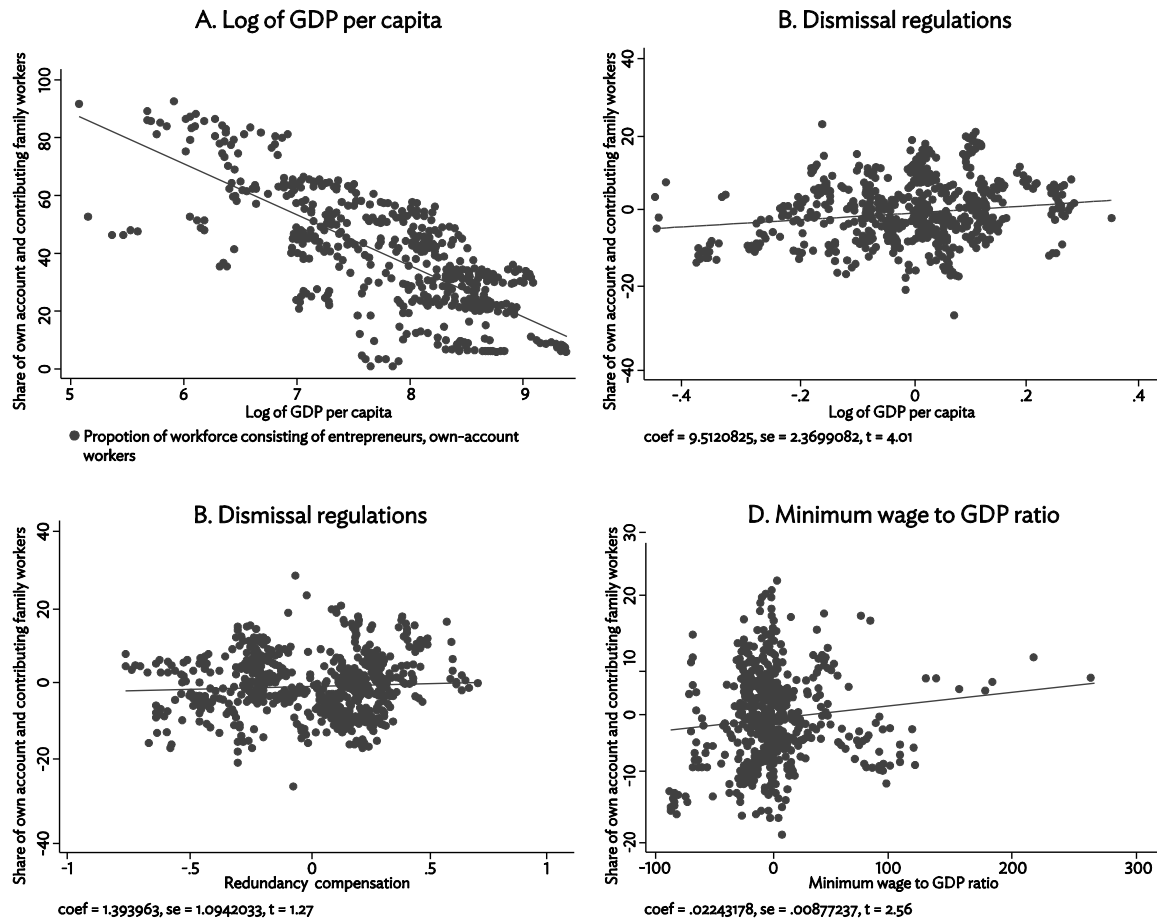 A. Log of GDP per capita
Share of own account and contributing family workers
100
80
60
40
20
0
5 6 7 8 9
Log of GDP per capita
Propotion of workforce consisting of entrepreneurs, own-account
workers
B. Dismissal regulations
Share of own account and contributing family workers
40
20
0
-20
-40
-.4 -.2 0 .2 .4
Log of GDP per capita
coef = 9.5120825, se = 2.3699082, t = 4.01
B. Dismissal regulations
Share of own account and contributing family workers
40
20
0
-20
-40
-1 -.5 0 .5 1
Redundancy compensation
coef = 1.393963, se = 1.0942033, t = 1.27
D. Minimum wage to GDP ratio
Share of own account and contributing family workers
30
20
10
0
-10
-20
-100 0 100 200 300
Minimum wage to GDP ratio
coef = .02243178, se = .00877237, t = 2.56